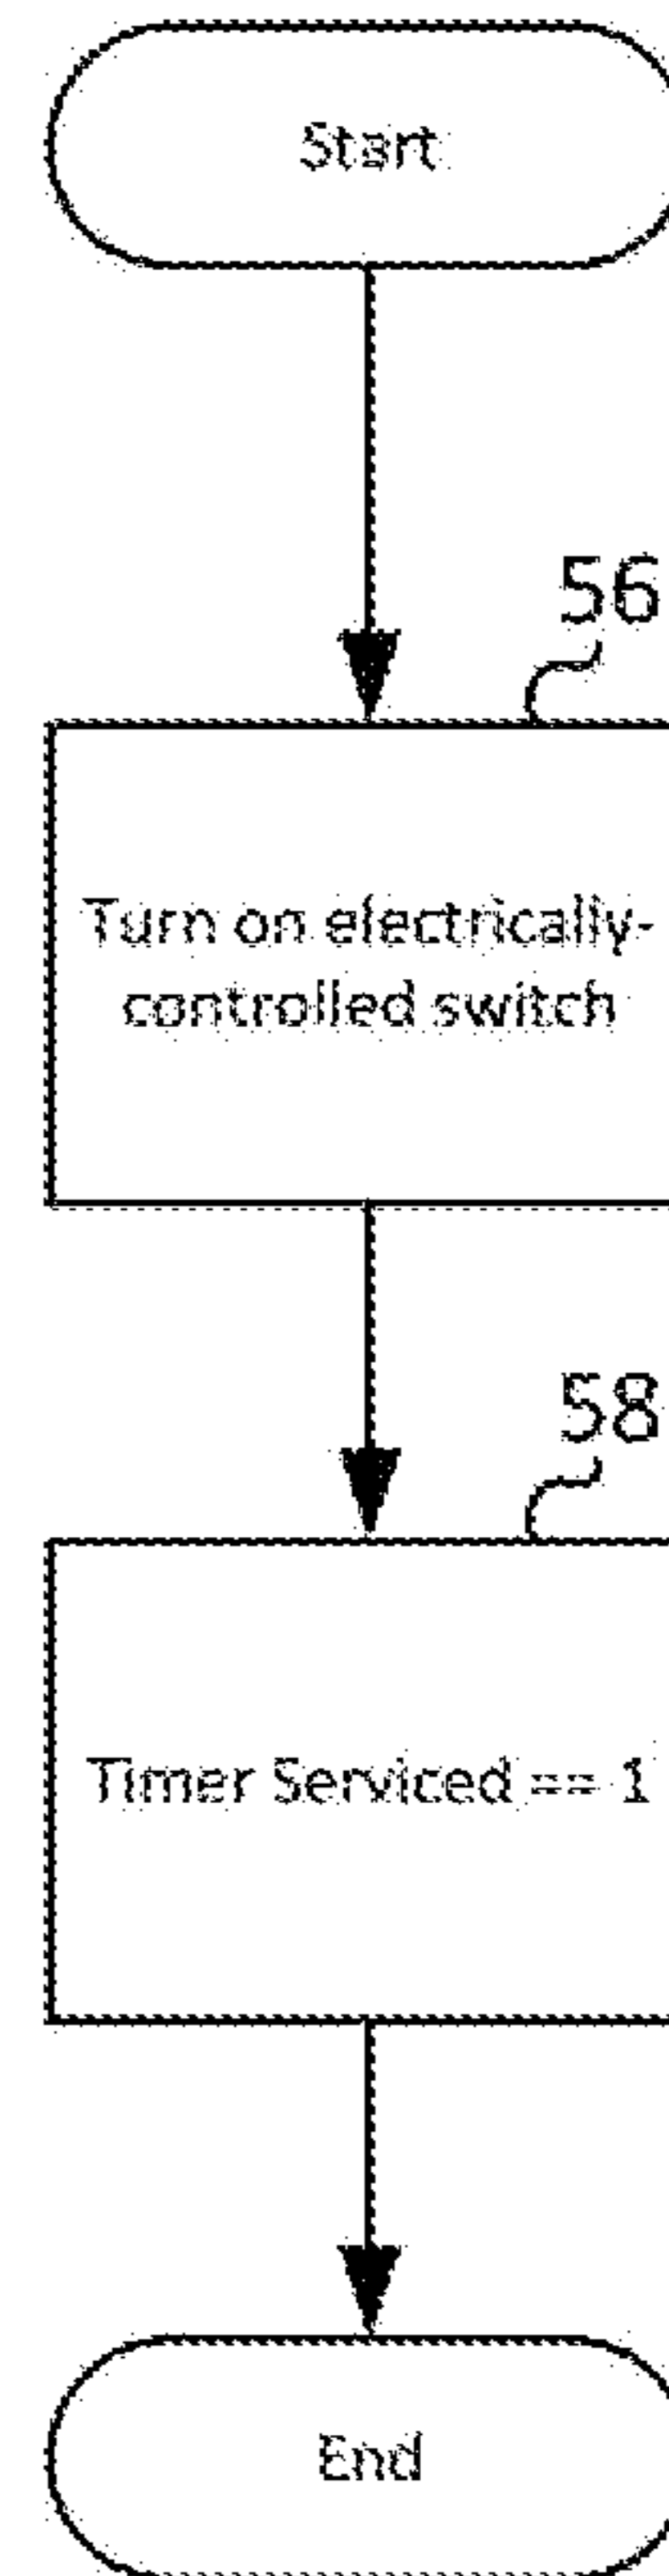 Start
56
Turn on electrically-
controlled switch
58
Timer Serviced == 1
End